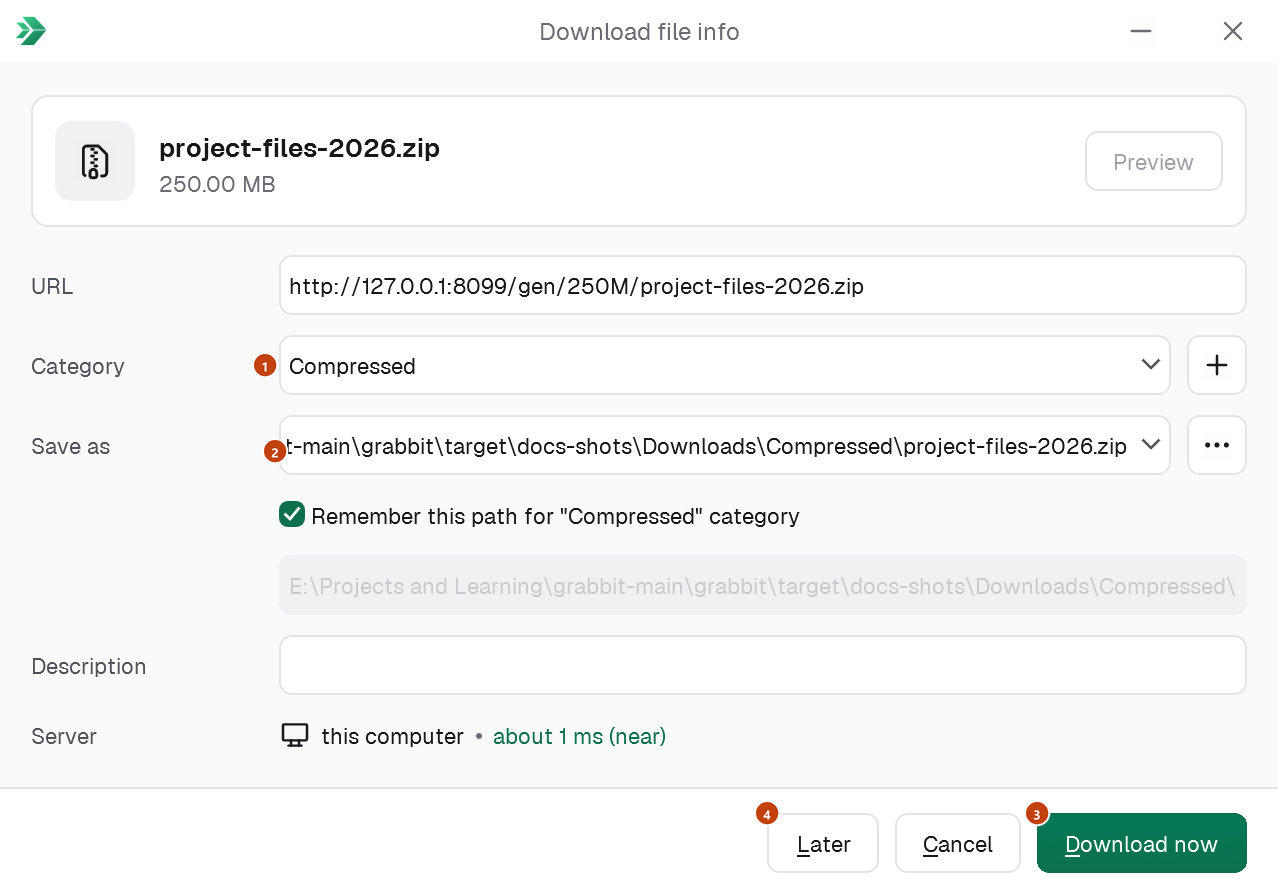 Download file info
project-files-2026.zip
250.00 MB
Preview
URL
http://127.0.0.1:8099/gen/250M/project-files-2026.zip
Category
1
Compressed
Save as
2
t-main\grabbit\target\docs-shots\Downloads\Compressed\project-files-2026.zip
Remember this path for "Compressed" category
E:\Projects and Learning\grabbit-main\grabbit\target\docs-shots\Downloads\Compressed\
Description
Server
this computer • about 1 ms (near)
4
Later
Cancel
3
Download now